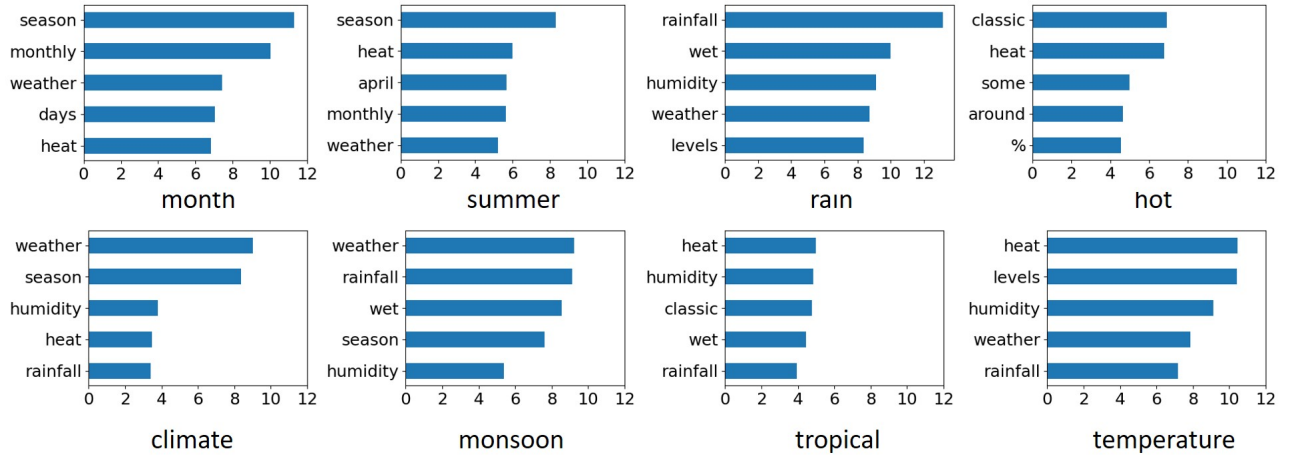 season
monthly
weather
days
heat
0 2 4 6 8 10 12
month
season
heat
april
monthly
weather
0 2 4 6 8 10 12
summer
rainfall
wet
humidity
weather
levels
0 2 4 6 8 10 12
rain
classic
heat
some
around
%
0 2 4 6 8 10 12
hot
weather
season
humidity
heat
rainfall
0 2 4 6 8 10 12
climate
weather
rainfall
wet
season
humidity
0 2 4 6 8 10 12
monsoon
heat
humidity
classic
wet
rainfall
0 2 4 6 8 10 12
tropical
heat
levels
humidity
weather
rainfall
0 2 4 6 8 10 12
temperature